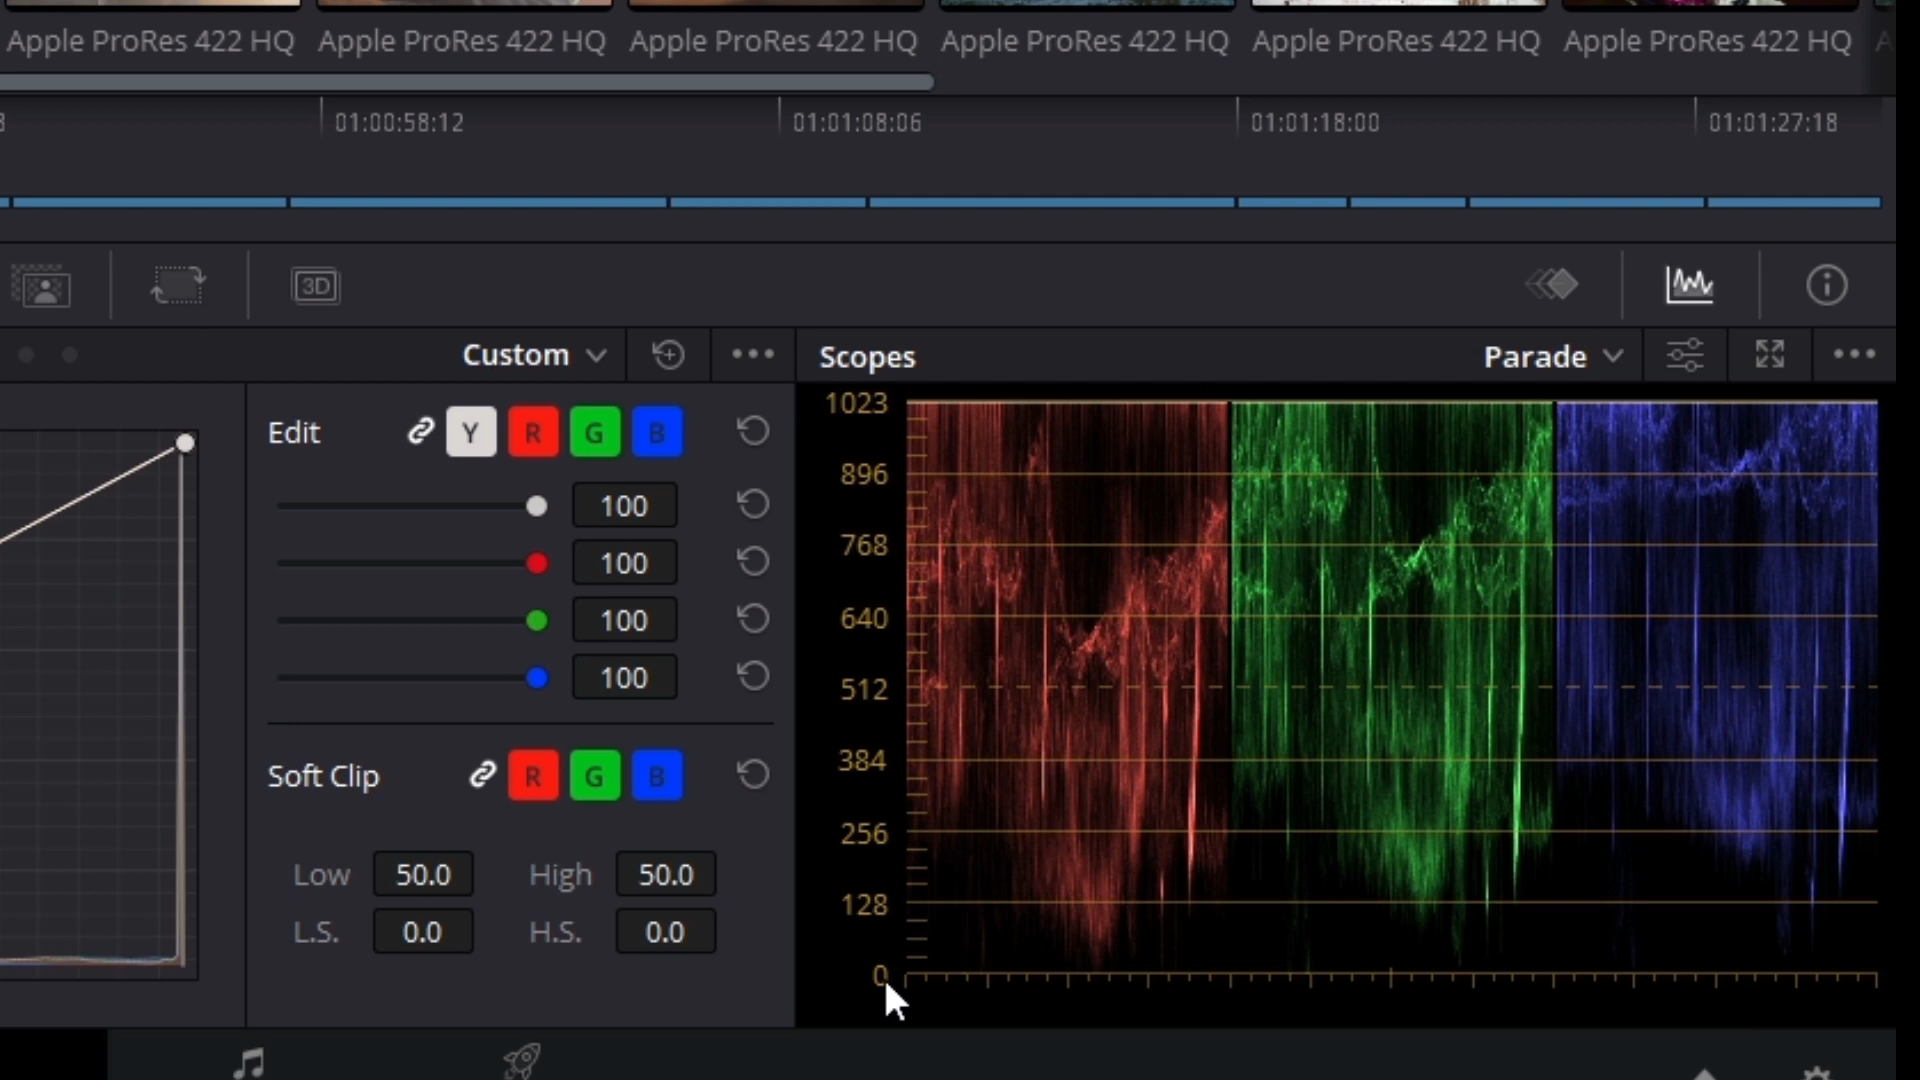 Apple ProRes 422 HQ Apple ProRes 422 HQ Apple ProRes 422 HQ Apple ProRes 422 HQ Apple ProRes 422 HQ Apple ProRes 422 HQ A
01:00:58:12 01:01:08:06 01:01:18:00 01:01:27:18
3D
Custom
Scopes
Parade
Edit Y R G B
100
100
100
100
Soft Clip R G B
Low 50.0 High 50.0
L.S. 0.0 H.S. 0.0
1023
896
768
640
512
384
256
128
0